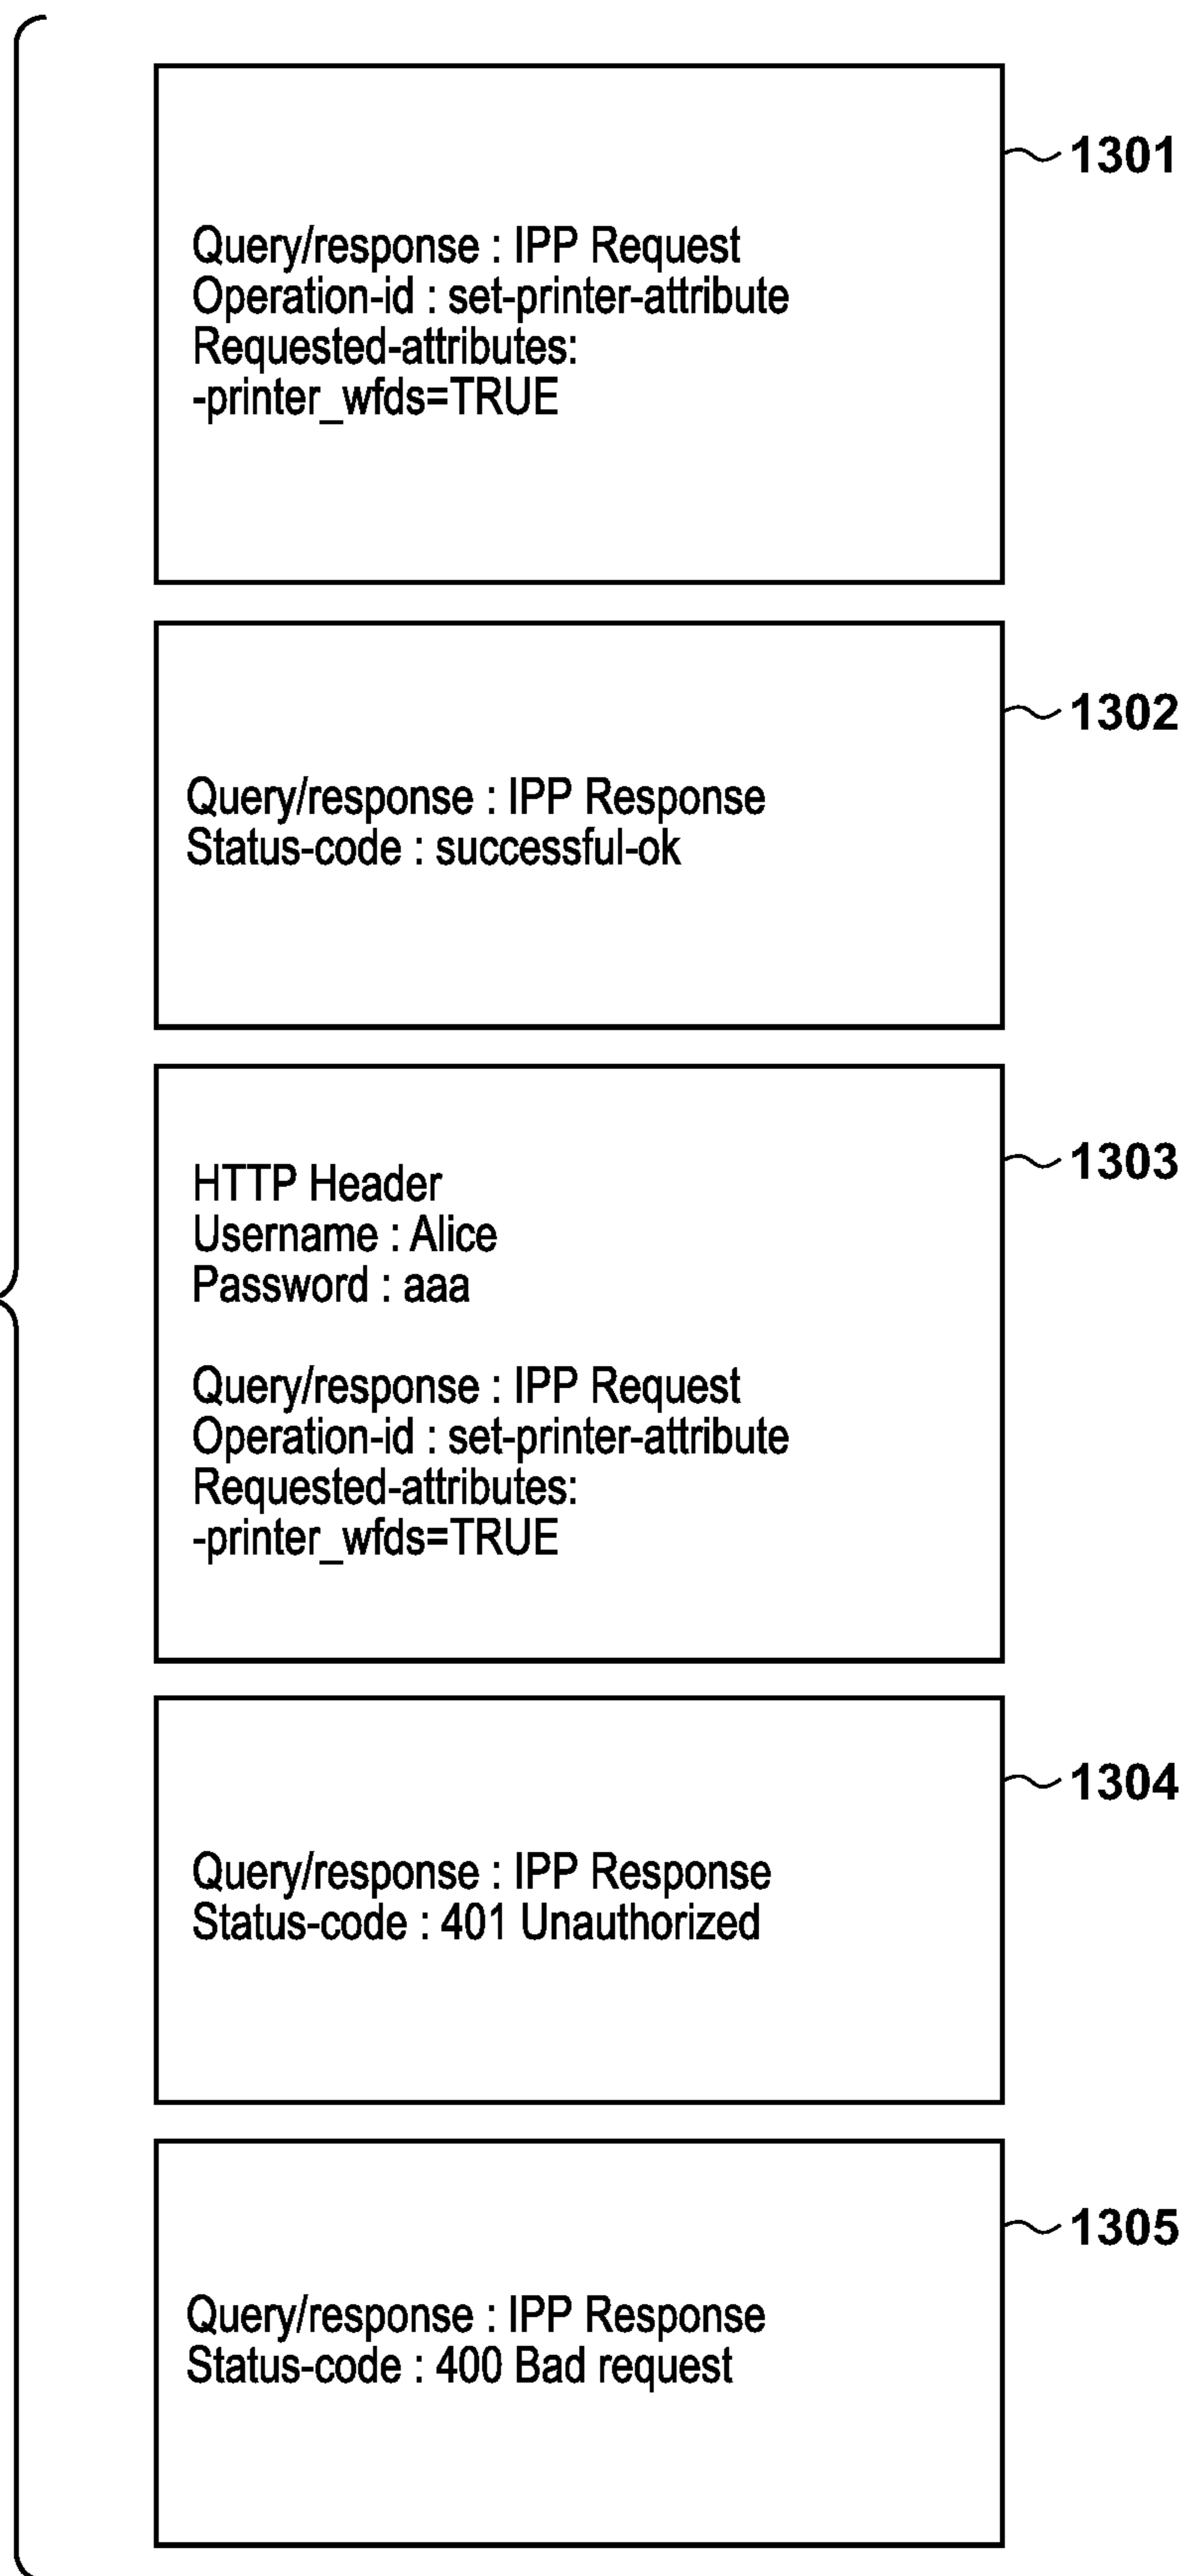 1301
Query/response : IPP Request
Operation-id : set-printer-attribute
Requested-attributes:
-printer_wfds=TRUE
1302
Query/response : IPP Response
Status-code : successful-ok
1303
HTTP Header
Username : Alice
Password : aaa
Query/response : IPP Request
Operation-id : set-printer-attribute
Requested-attributes:
-printer_wfds=TRUE
1304
Query/response : IPP Response
Status-code : 401 Unauthorized
1305
Query/response : IPP Response
Status-code : 400 Bad request